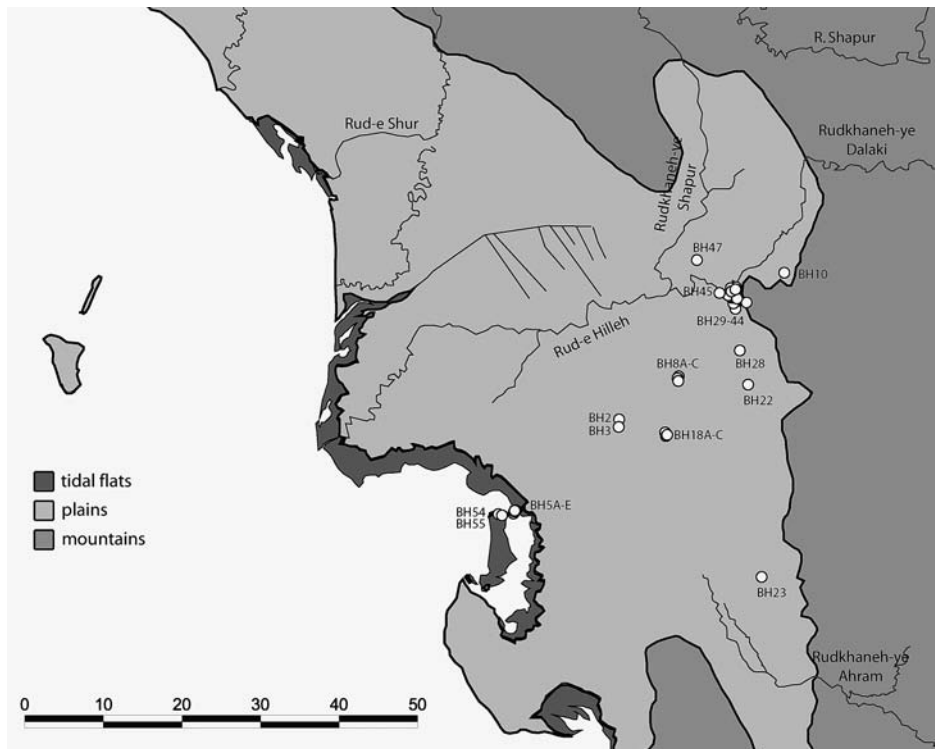 R. Shapur
Rud-e Shur
Rudkhaneh-ye
Dalaki
Rudkhaneh-ye
Shapur
BH47
BH10
BH45
BH29-44
Rud-e Hilleh
BH28
BH8A-C
BH22
BH2
BH3
BH18A-C
tidal flats
plains
mountains
BH5A-E
BH54
BH55
BH23
Rudkhaneh-ye
Ahram
0 10 20 30 40 50